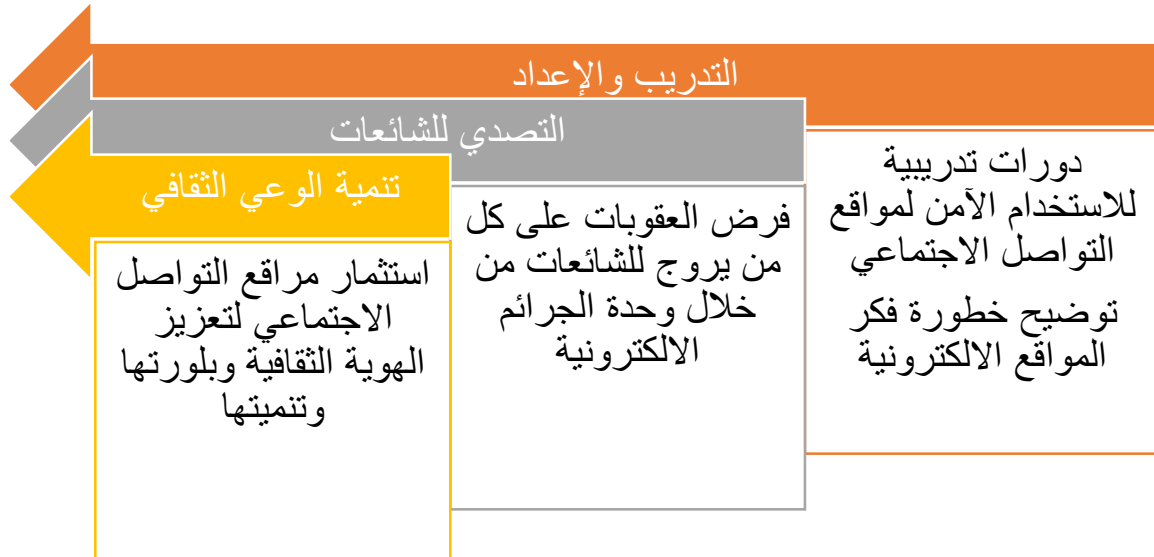 التدريب والإعداد
دورات تدريبية
للاستخدام الآمن لمواقع
التواصل الاجتماعي
توضيح خطورة فكر
المواقع الالكترونية
التصدي للشائعات
فرض العقوبات على كل
من يروج للشائعات من
خلال وحدة الجرائم
الالكترونية
تنمية الوعي الثقافي
استثمار مراقع التواصل
الاجتماعي لتعزيز
الهوية الثقافية وبلورتها
وتنميتها